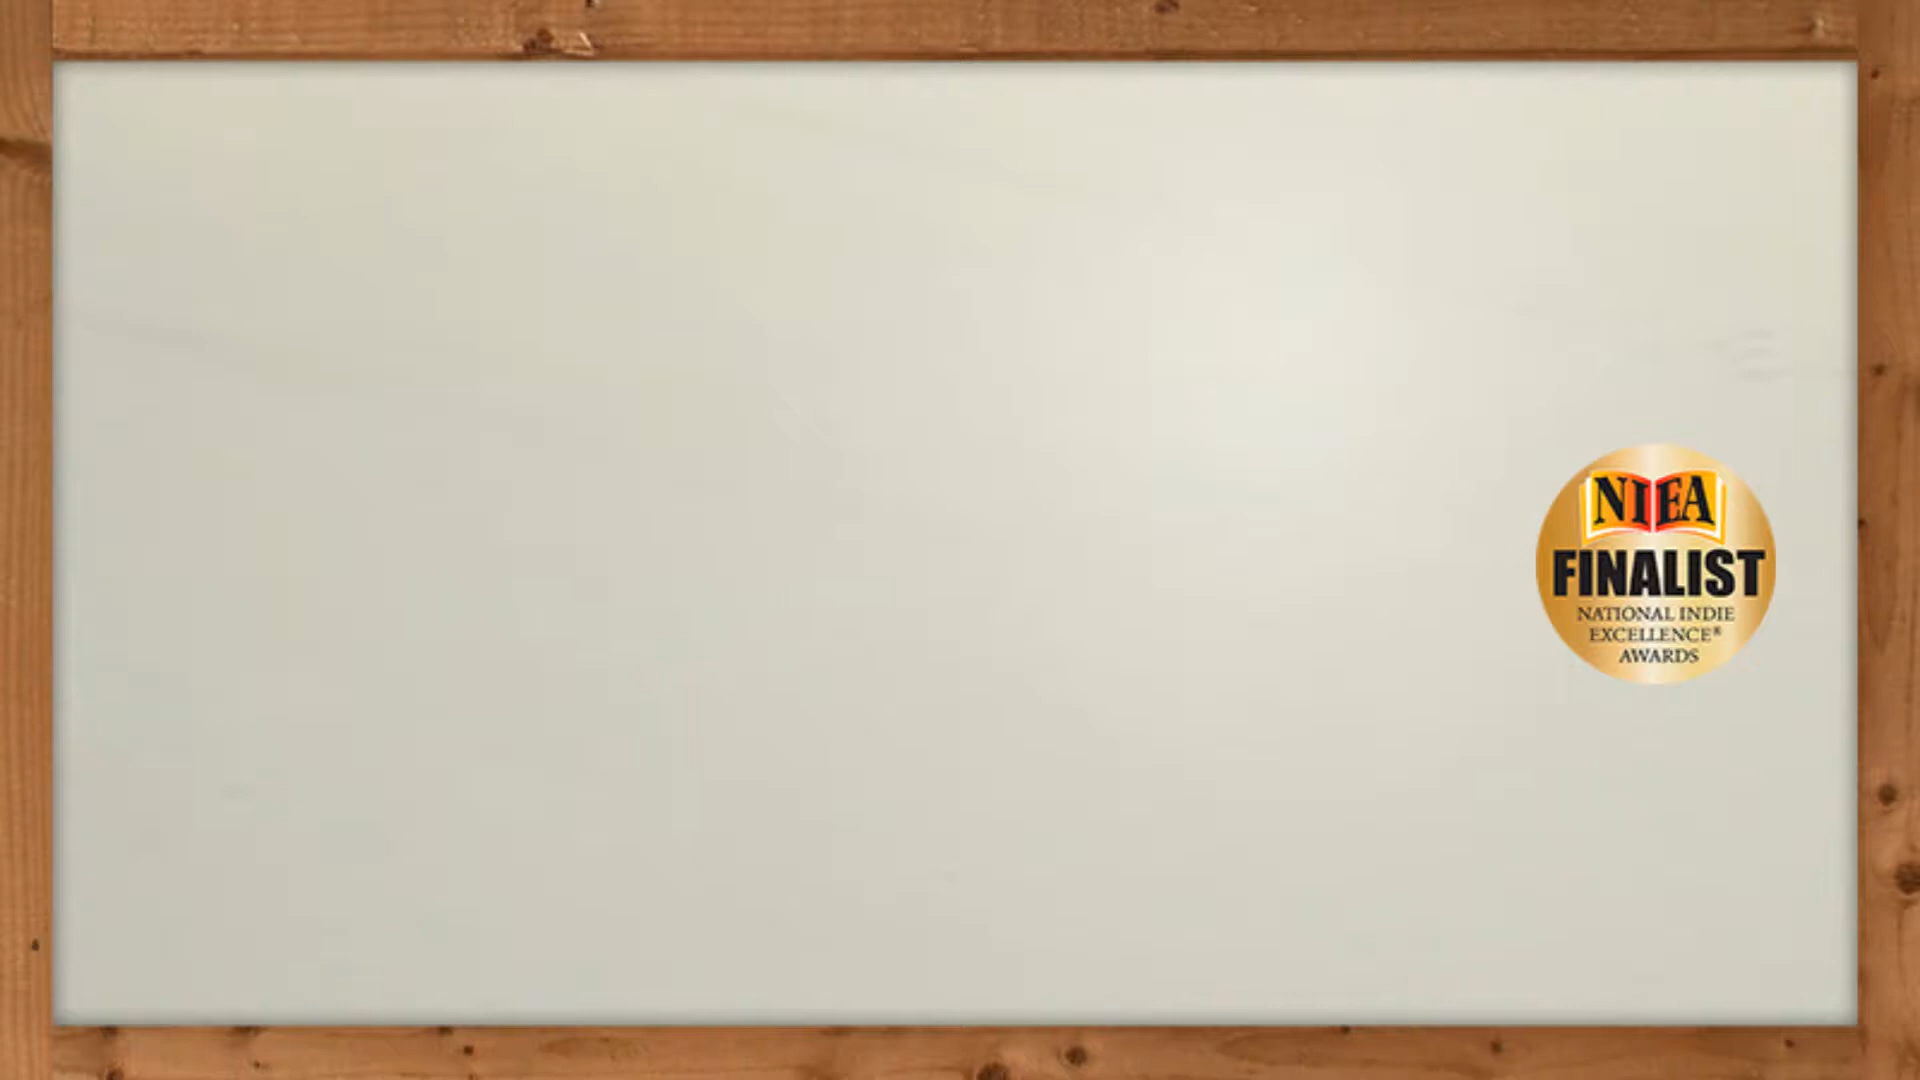 NIEA
FINALIST
NATIONAL INDIE
EXCELLENCE®
AWARDS